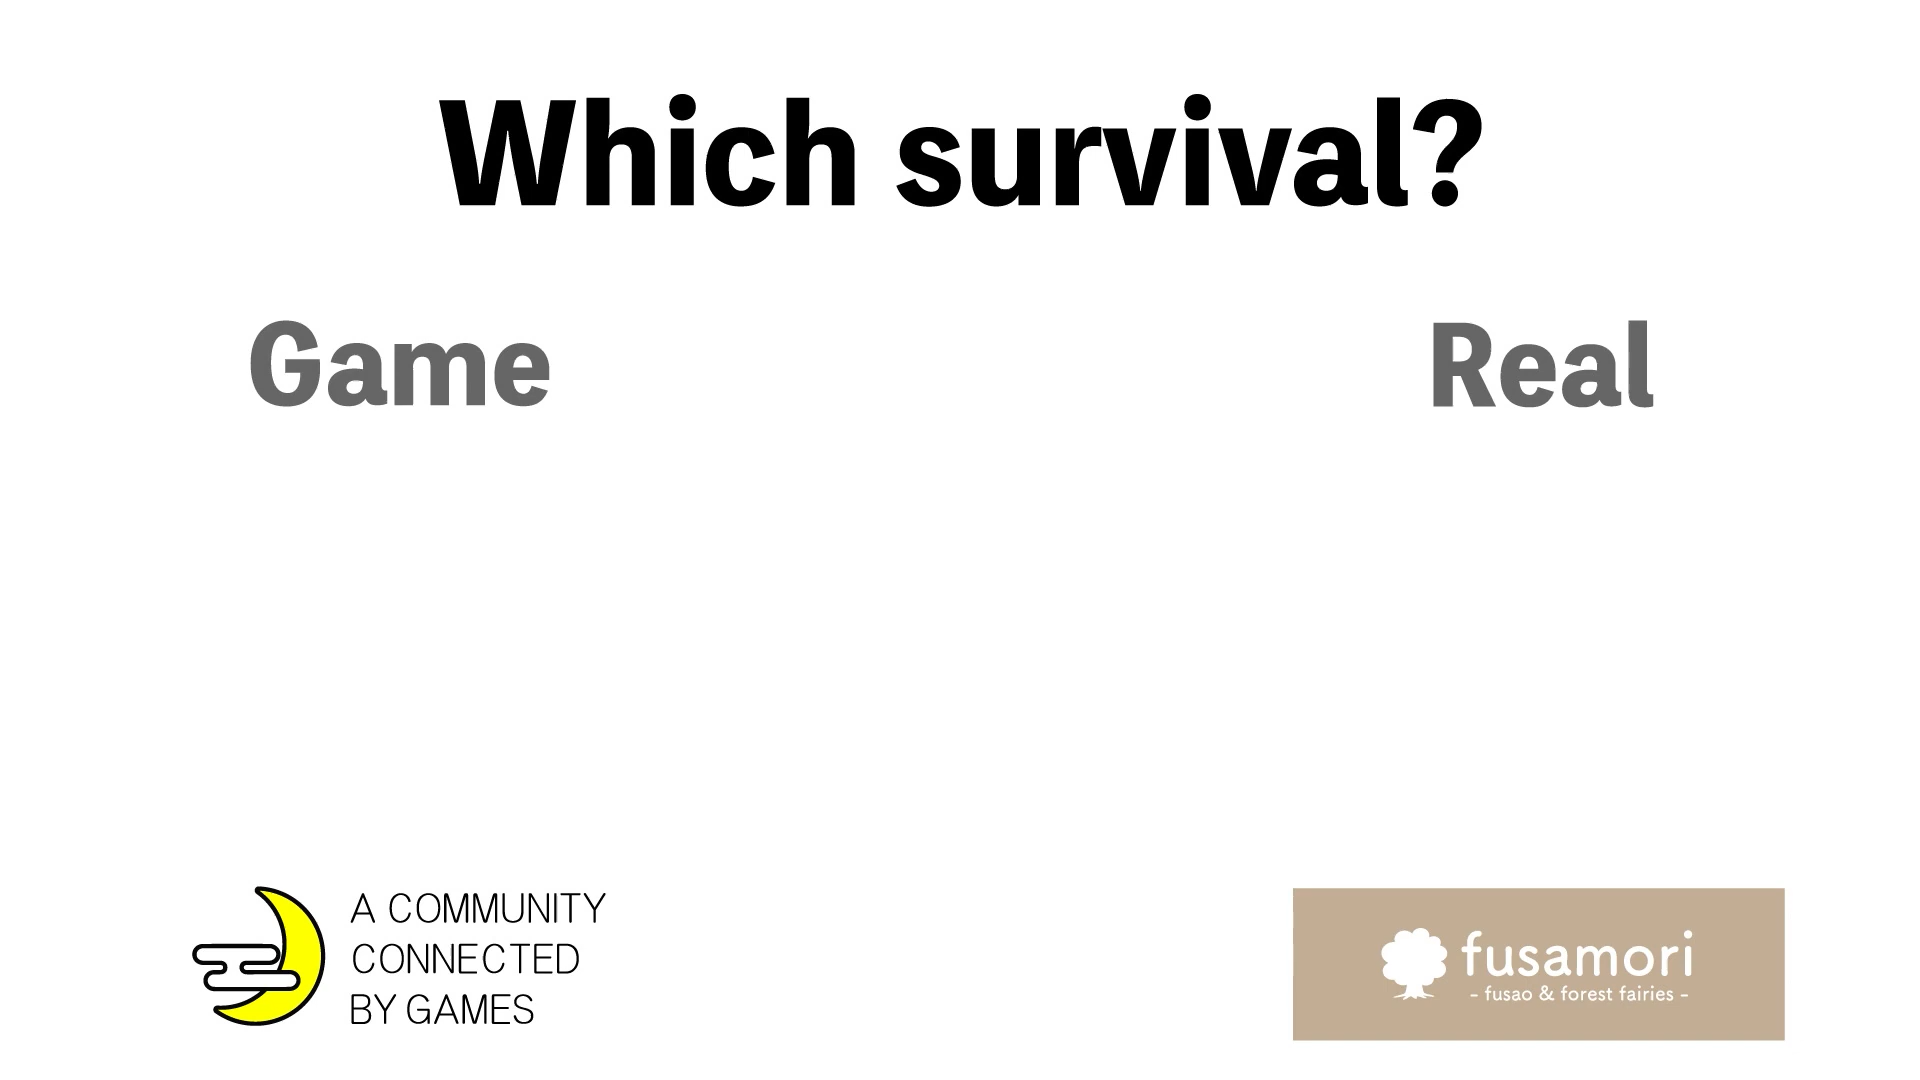 Which survival?
Game
Real
A COMMUNITY
CONNECTED
BY GAMES
fusamori
- fusao & forest fairies -